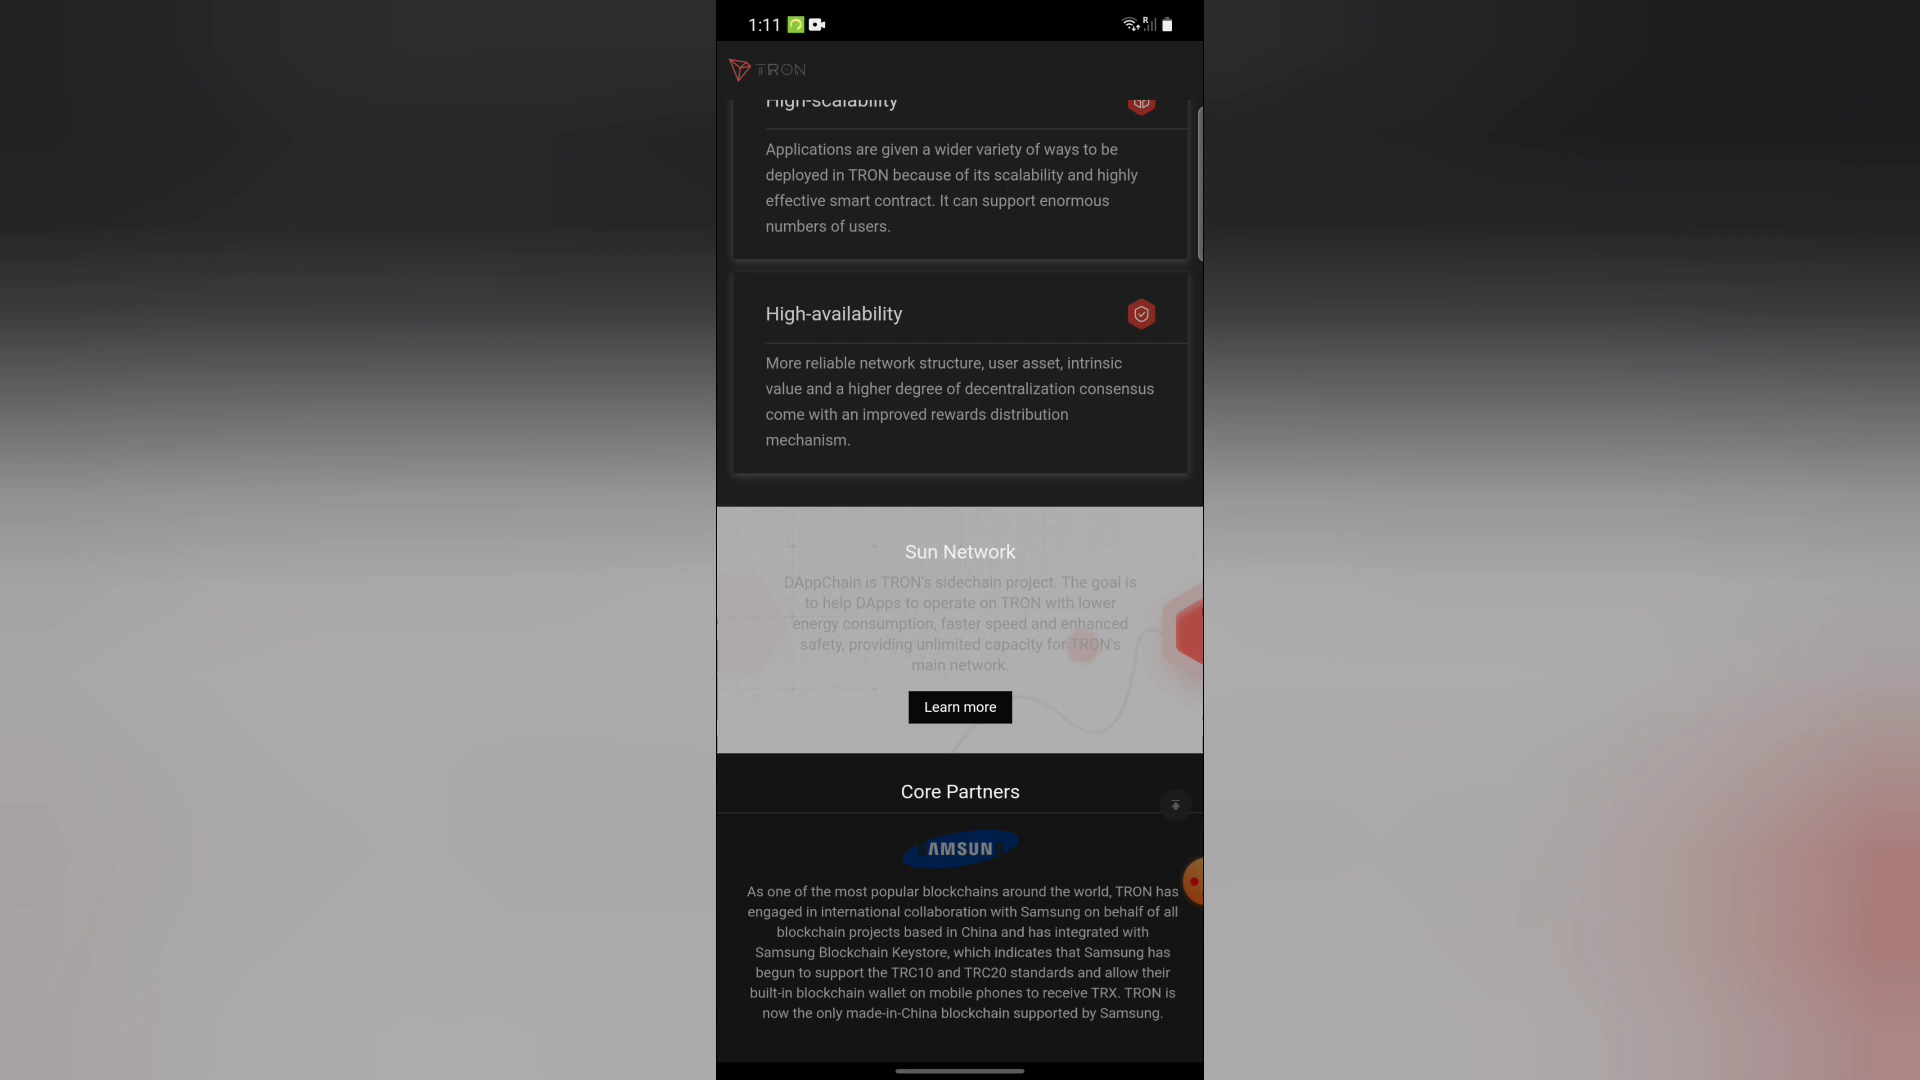 1:11
R
TRON
High-scalability
Applications are given a wider variety of ways to be
deployed in TRON because of its scalability and highly
effective smart contract. It can support enormous
numbers of users.
High-availability
More reliable network structure, user asset, intrinsic
value and a higher degree of decentralization consensus
come with an improved rewards distribution
mechanism.
Sun Network
DAppChain is TRON's sidechain project. The goal is
to help DApps to operate on TRON with lower
energy consumption, faster speed and enhanced
safety, providing unlimited capacity for TRON's
main network.
Learn more
Core Partners
SAMSUNG
As one of the most popular blockchains around the world, TRON has
engaged in international collaboration with Samsung on behalf of all
blockchain projects based in China and has integrated with
Samsung Blockchain Keystore, which indicates that Samsung has
begun to support the TRC10 and TRC20 standards and allow their
built-in blockchain wallet on mobile phones to receive TRX. TRON is
now the only made-in-China blockchain supported by Samsung.